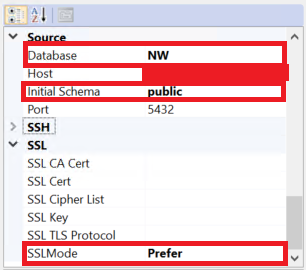 Source
Database NW
Host
Initial Schema public
Port 5432
SSH
SSL
SSL CA Cert
SSL Cert
SSL Cipher List
SSL Key
SSL TLS Protocol
SSLMode Prefer